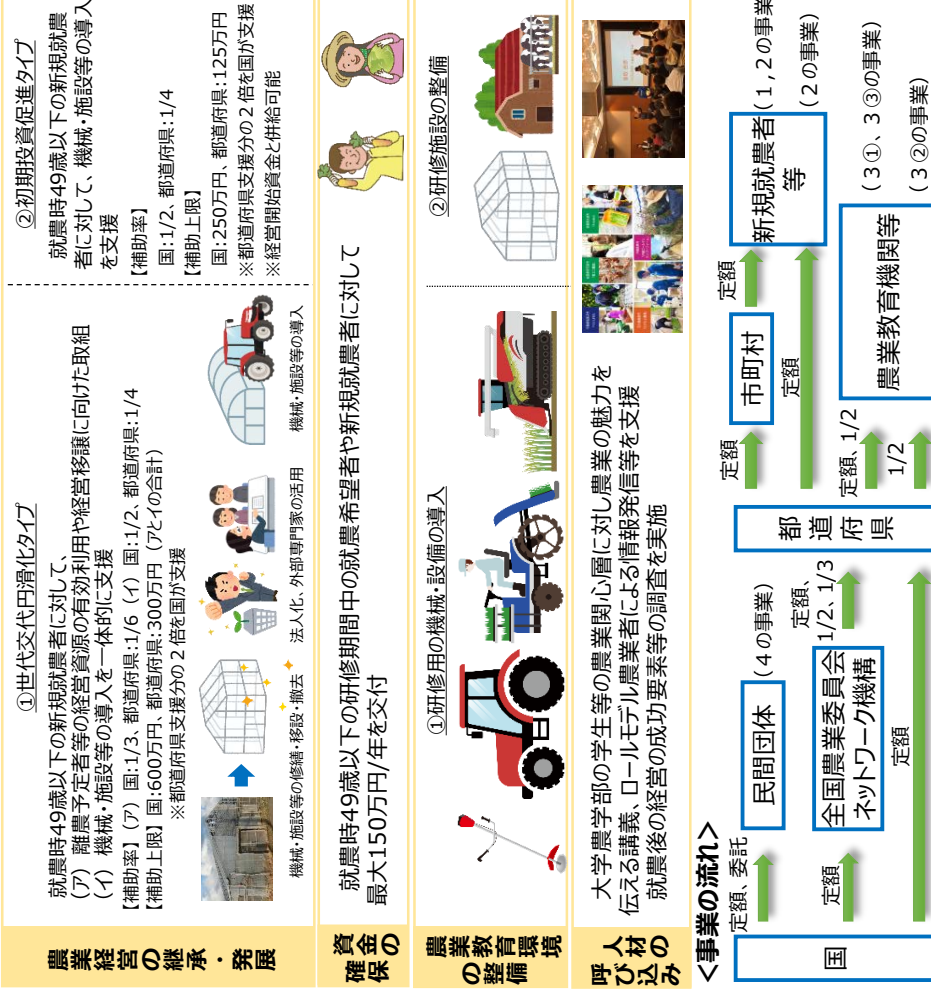 農業経営の継承・発展
①世代交代円滑化タイプ
就農時49歳以下の新規就農者に対して、
（ア）離農予定者等の経営資源の有効利用や経営移譲に向けた取組
（イ）機械・施設等の導入を一体的に支援
【補助率】（ア）国:1/3、都道府県:1/6（イ）国:1/2、都道府県:1/4
【補助上限】国:600万円、都道府県:300万円（アとイの合計）
※都道府県支援分の２倍を国が支援
機械・施設等の修繕・移設・撤去
法人化、外部専門家の活用
機械・施設等の導入
②初期投資促進タイプ
就農時49歳以下の新規就農
者に対して、機械・施設等の導入
を支援
【補助率】
国:1/2、都道府県:1/4
【補助上限】
国:250万円、都道府県:125万円
※都道府県支援分の２倍を国が支援
※経営開始資金と併給可能
資金の
確保
就農時49歳以下の研修期間中の就農希望者や新規就農者に対して
最大150万円/年を交付
農業教育環境
の整備
①研修用の機械・設備の導入
②研修施設の整備
人材の
呼び込み
大学農学部の学生等の農業関心層に対し農業の魅力を
伝える講義、ロールモデル農業者による情報発信等を支援
就農後の経営の成功要素等の調査を実施
＜事業の流れ＞
国
定額、委託
民間団体
（４の事業）
定額
全国農業委員会
ネットワーク機構
定額、
1/2、1/3
定額
都道府県
定額
市町村
定額
新規就農者
等
（１,２の事業）
定額
（２の事業）
定額、1/2
農業教育機関等
（３①、３③の事業）
1/2
（３②の事業）